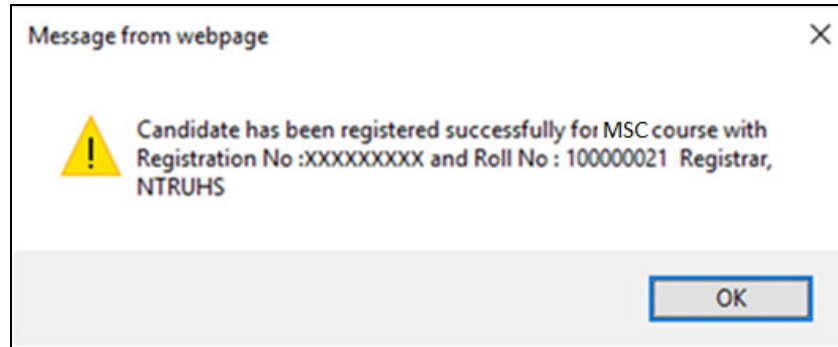 Message from webpage
Candidate has been registered successfully for MSC course with
Registration No :XXXXXXXXX and Roll No : 100000021 Registrar,
NTRUHS
OK